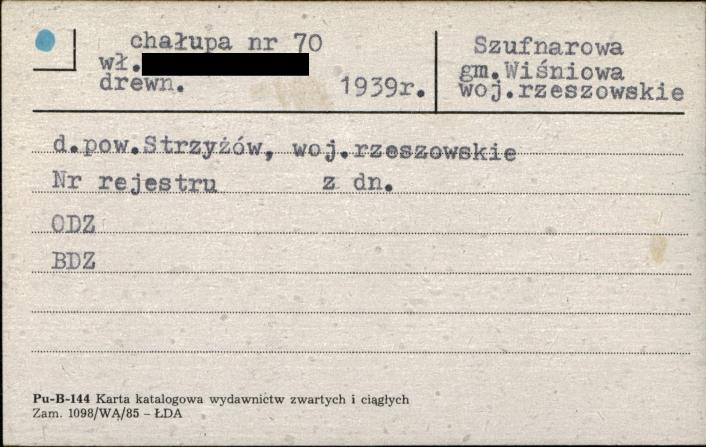 chałupa nr 70
wł.
drewn. 1939r.
Szufnarowa
gm.Wiśniowa
woj.rzeszowskie
d.pow.Strzyżów, woj.rzeszowskie
Nr rejestru z dn.
ODZ
BDZ
Pu-B-144 Karta katalogowa wydawnictw zwartych i ciągłych
Zam. 1098/WA/85 – ŁDA